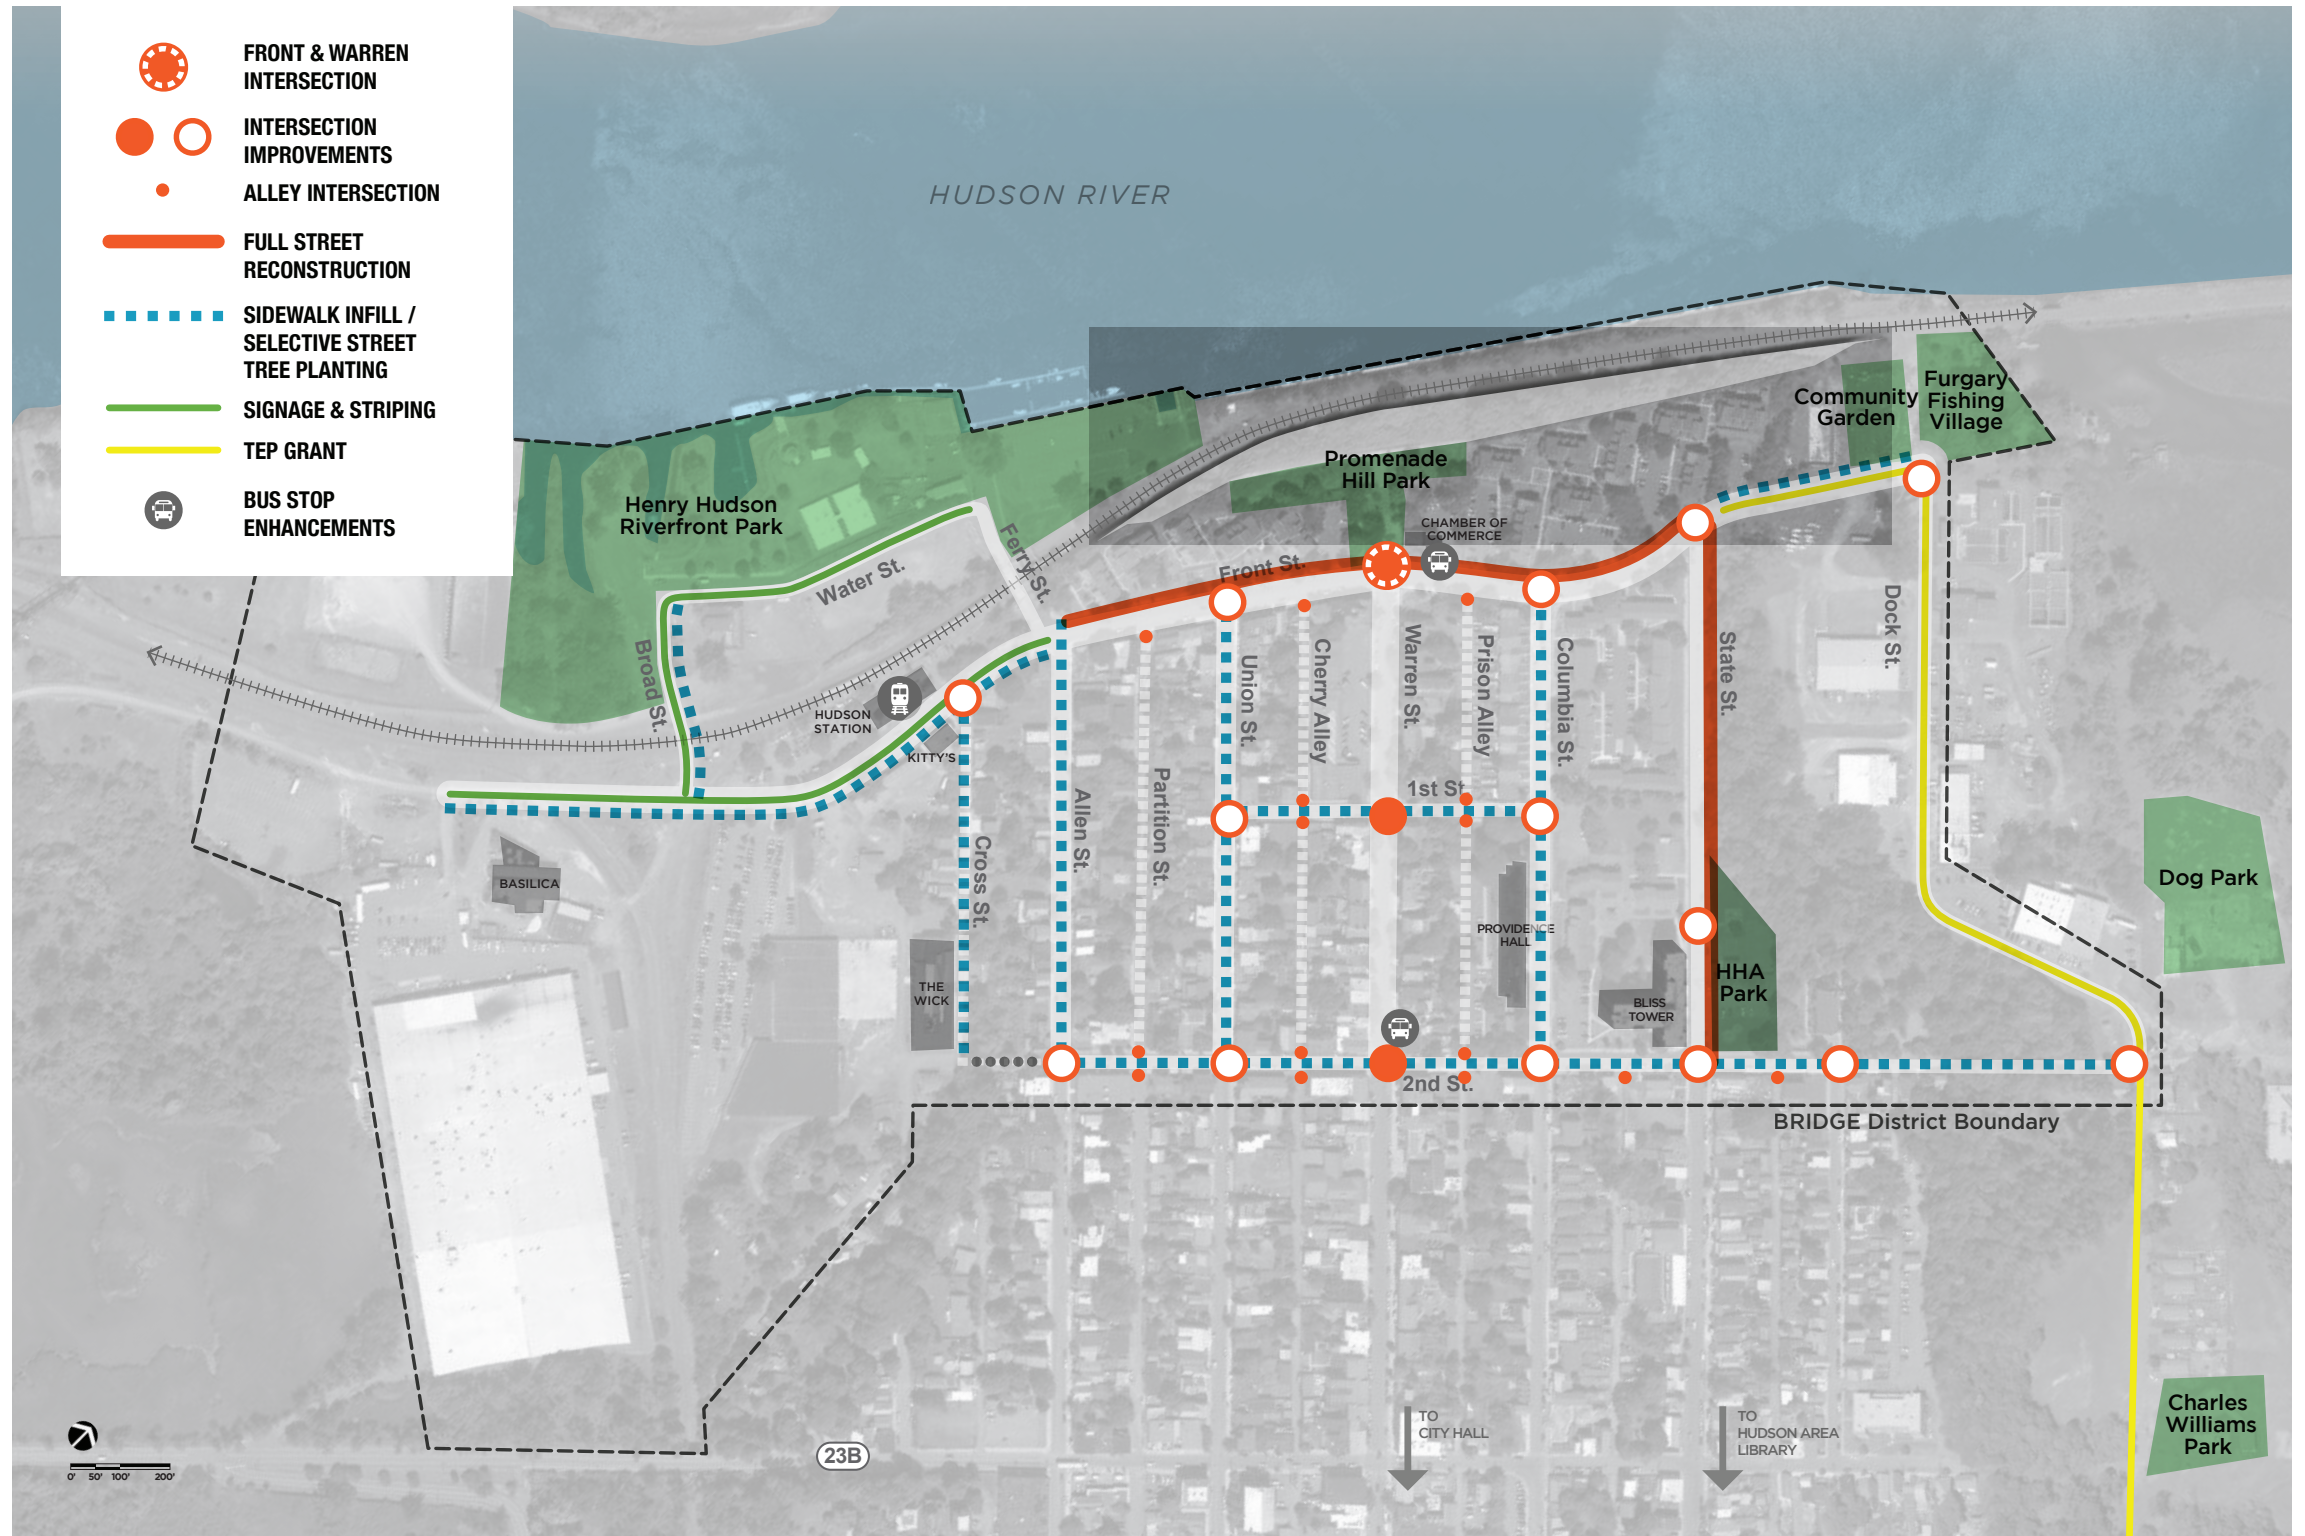 FRONT & WARREN
INTERSECTION
INTERSECTION
IMPROVEMENTS
ALLEY INTERSECTION
FULL STREET
RECONSTRUCTION
SIDEWALK INFILL /
SELECTIVE STREET
TREE PLANTING
SIGNAGE & STRIPING
TEP GRANT
BUS STOP
ENHANCEMENTS
HUDSON RIVER
Henry Hudson
Riverfront Park
Promenade
Hill Park
Community
Garden
Furgary
Fishing
Village
CHAMBER OF
COMMERCE
Water St.
Ferry St.
Front St.
Broad St.
HUDSON
STATION
KITTY'S
BASILICA
THE
WICK
Cross St.
Allen St.
Partition St.
Union St.
Cherry Alley
Warren St.
Prison Alley
Columbia St.
State St.
Dock St.
1st St.
PROVIDENCE
HALL
BLISS
TOWER
HHA
Park
Dog Park
2nd St.
BRIDGE District Boundary
TO
CITY HALL
TO
HUDSON AREA
LIBRARY
Charles
Williams
Park
23B
0' 50' 100' 200'